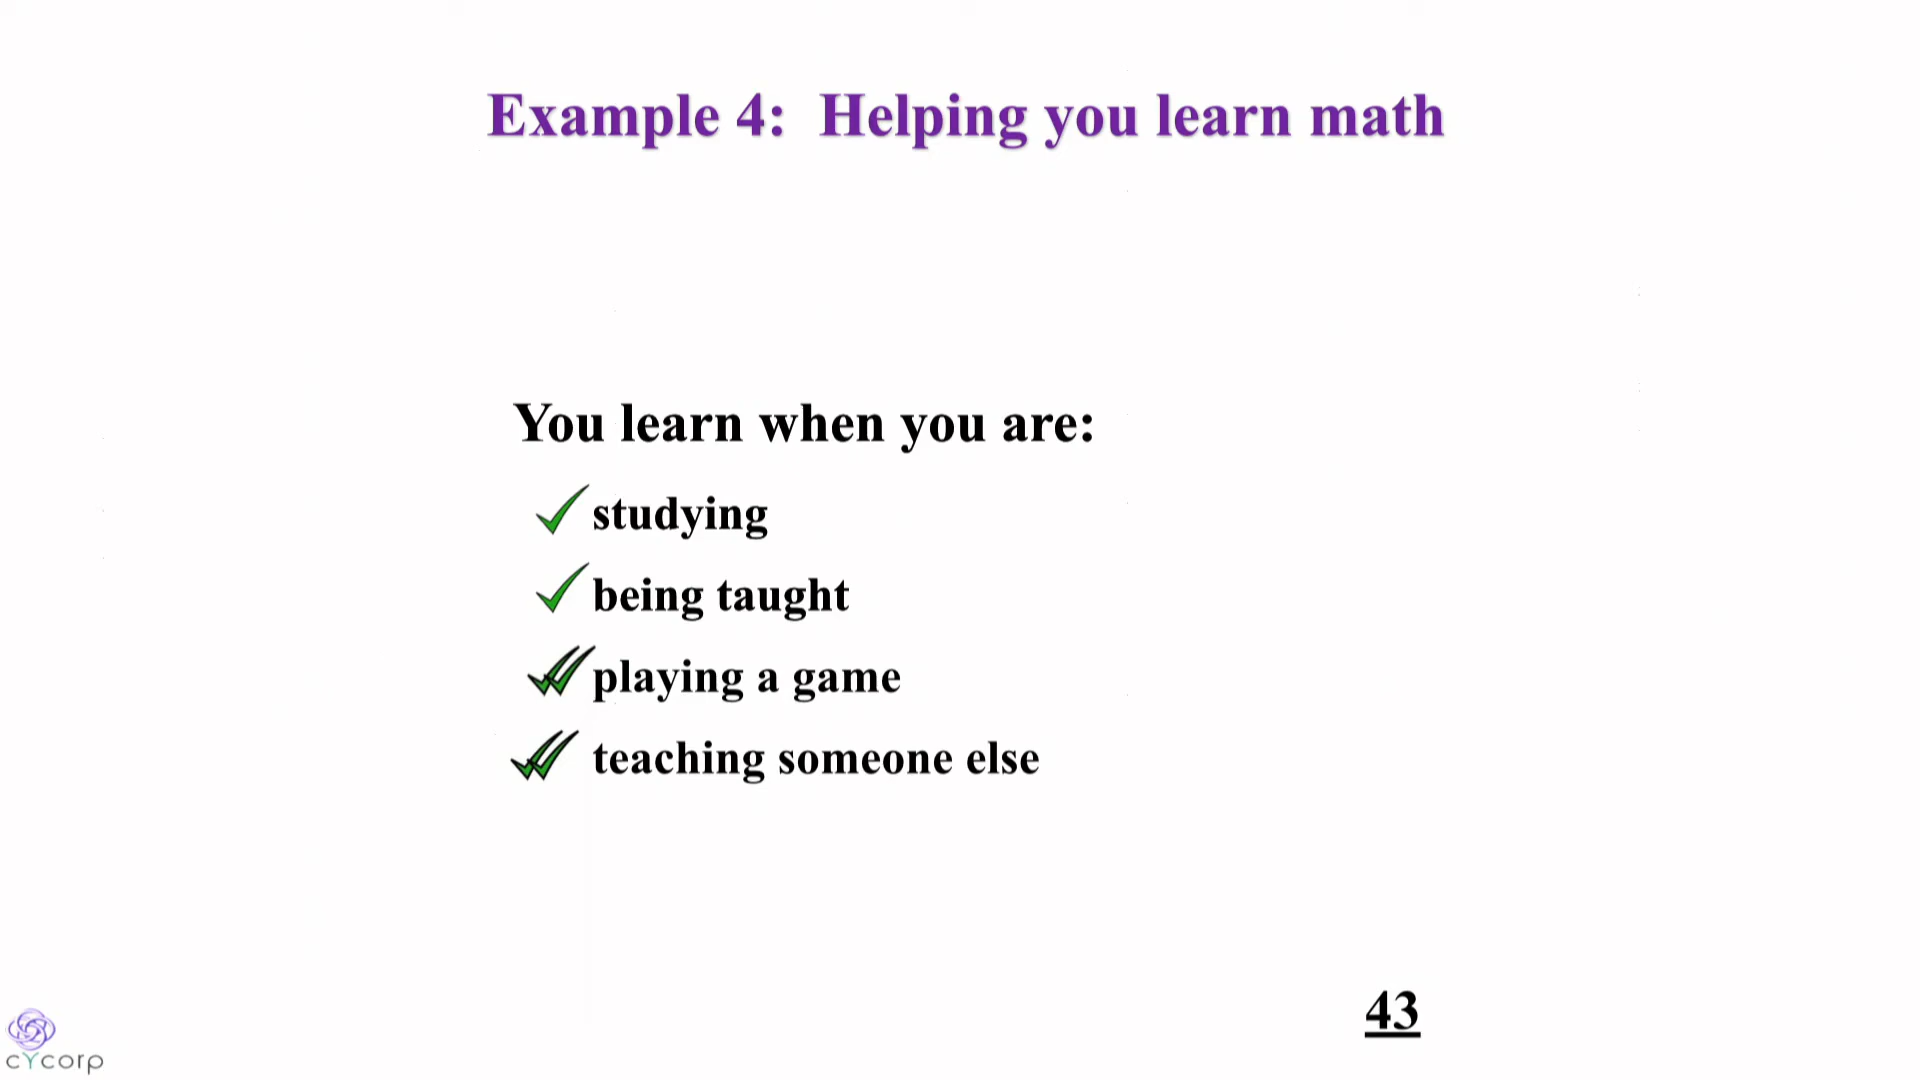 Example 4: Helping you learn math
You learn when you are:
studying
being taught
playing a game
teaching someone else
43
cYcorp